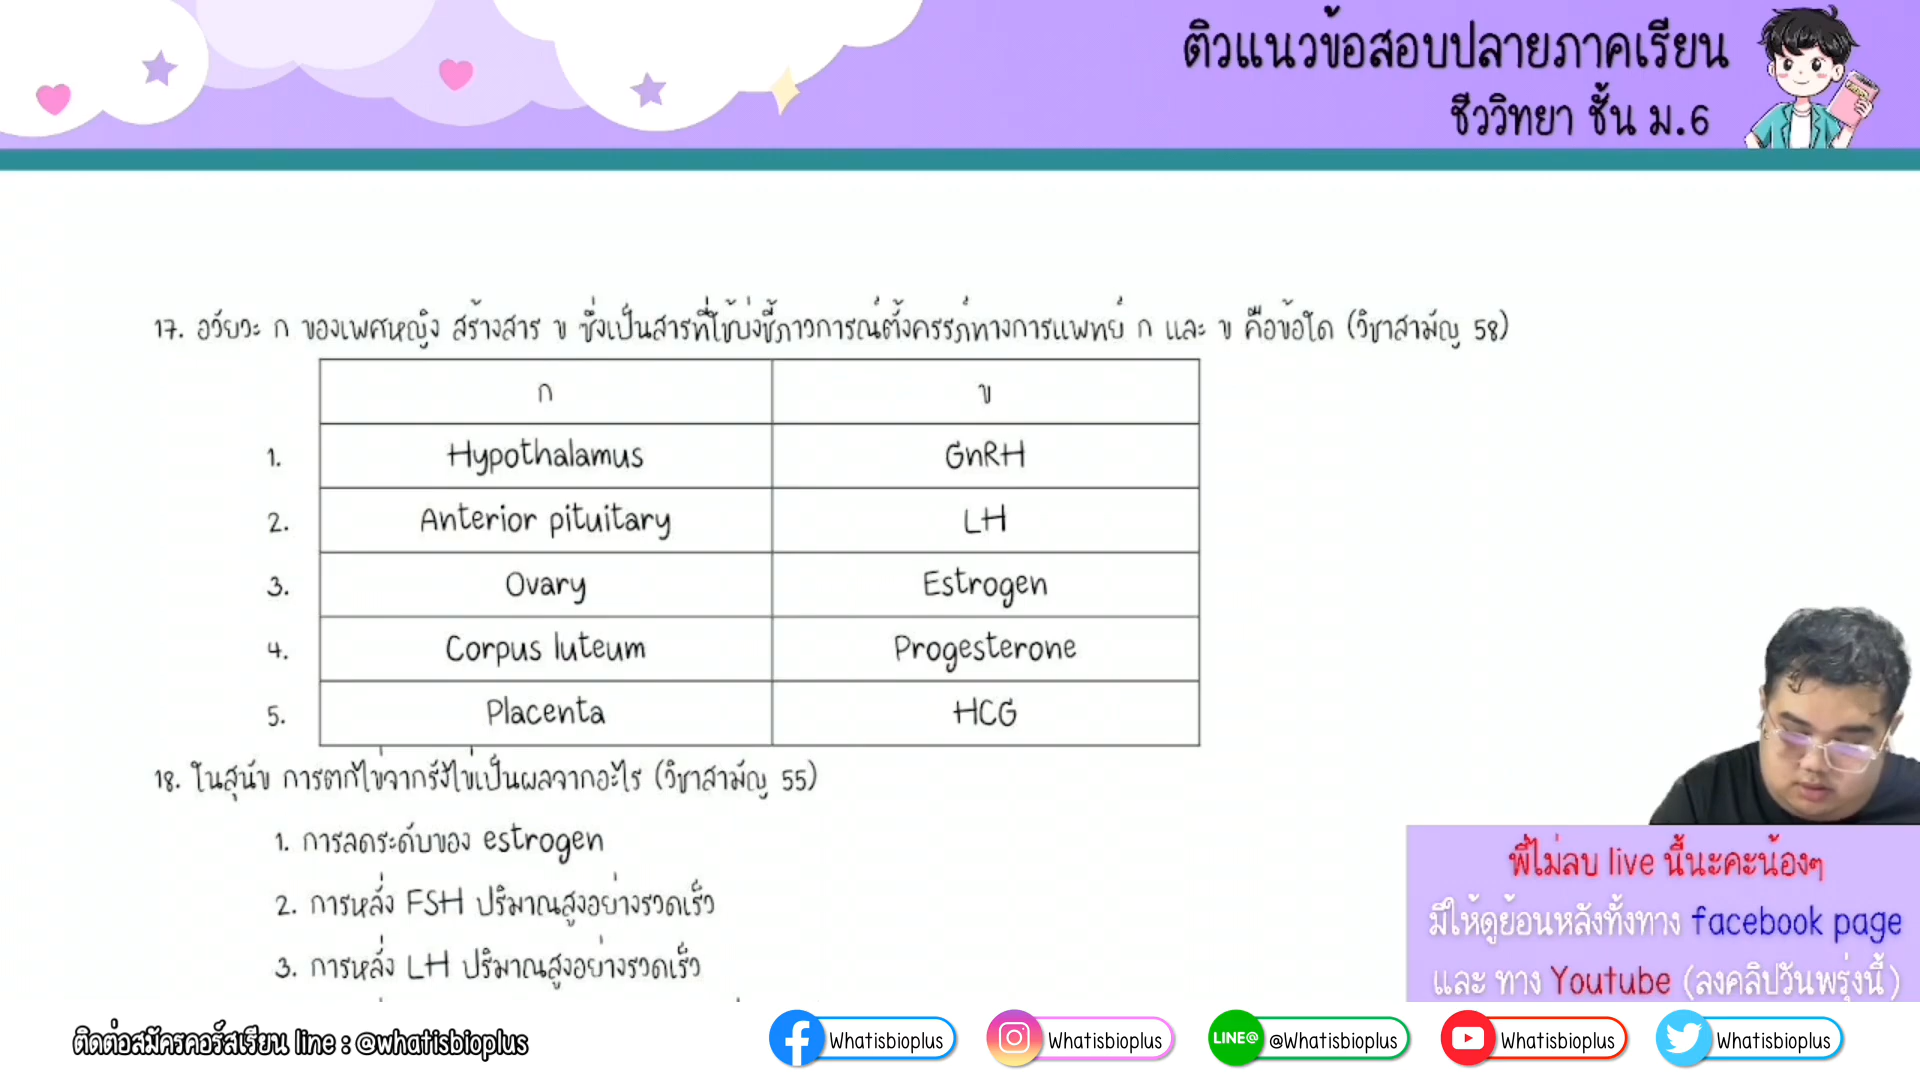 ติวแนวข้อสอบปลายภาคเรียน
ชีววิทยา ชั้น ม.6
17. อวัยวะ ก ของเพศหญิง สร้างสาร ข ซึ่งเป็นสารที่ใช้บ่งชี้ภาวการณ์ตั้งครรภ์ทางการแพทย์ ก และ ข คือข้อใด (วิชาสามัญ 58)
ก ข
1. Hypothalamus GnRH
2. Anterior pituitary LH
3. Ovary Estrogen
4. Corpus luteum Progesterone
5. Placenta HCG
18. ในสุนัข การตกไข่จากรังไข่เป็นผลจากอะไร (วิชาสามัญ 55)
1. การลดระดับของ estrogen
2. การหลั่ง FSH ปริมาณสูงอย่างรวดเร็ว
3. การหลั่ง LH ปริมาณสูงอย่างรวดเร็ว
พี่ไม่ลบ live นี้นะคะน้องๆ
มีให้ดูย้อนหลังทั้งทาง facebook page
และ ทาง Youtube (ลงคลิปวันพรุ่งนี้)
ติดต่อสมัครคอร์สเรียน line : @whatisbioplus
Whatisbioplus
Whatisbioplus
LINE@ @Whatisbioplus
Whatisbioplus
Whatisbioplus